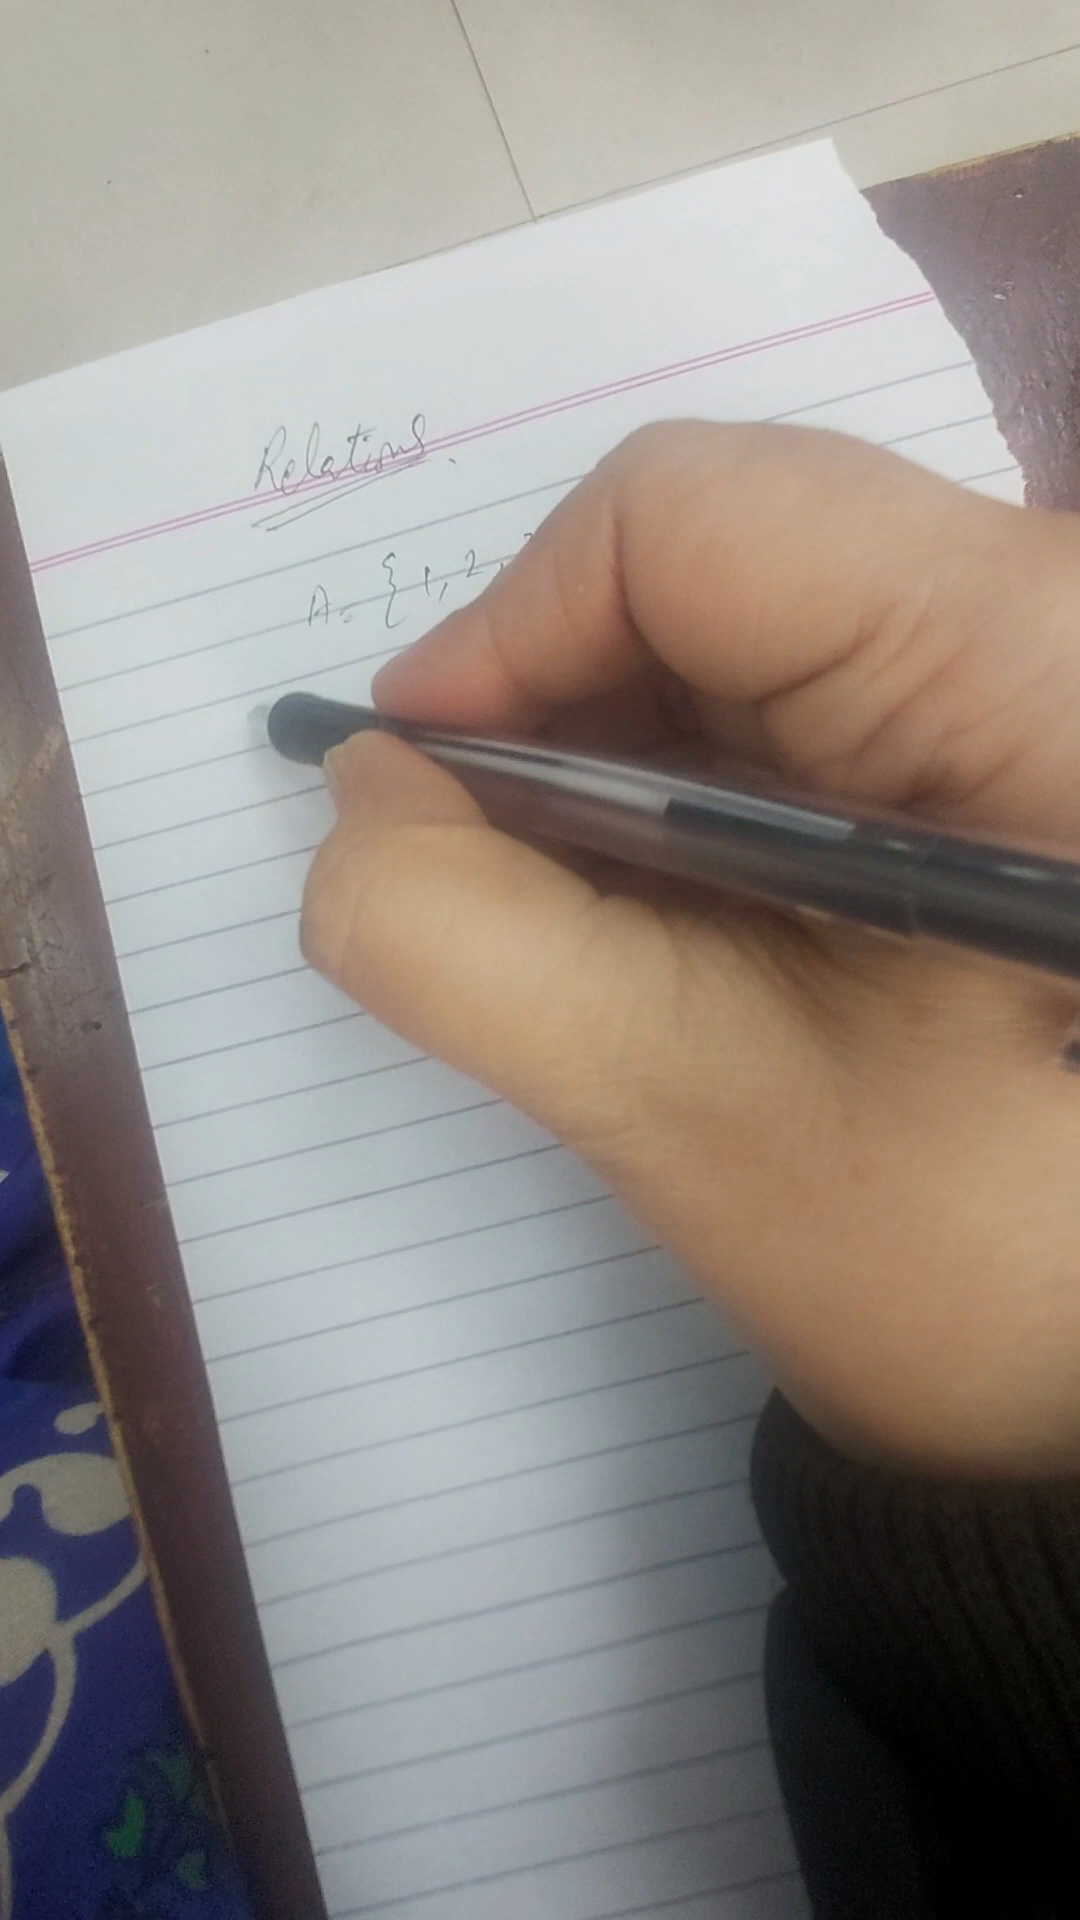 Relations.
A = {1, 2,